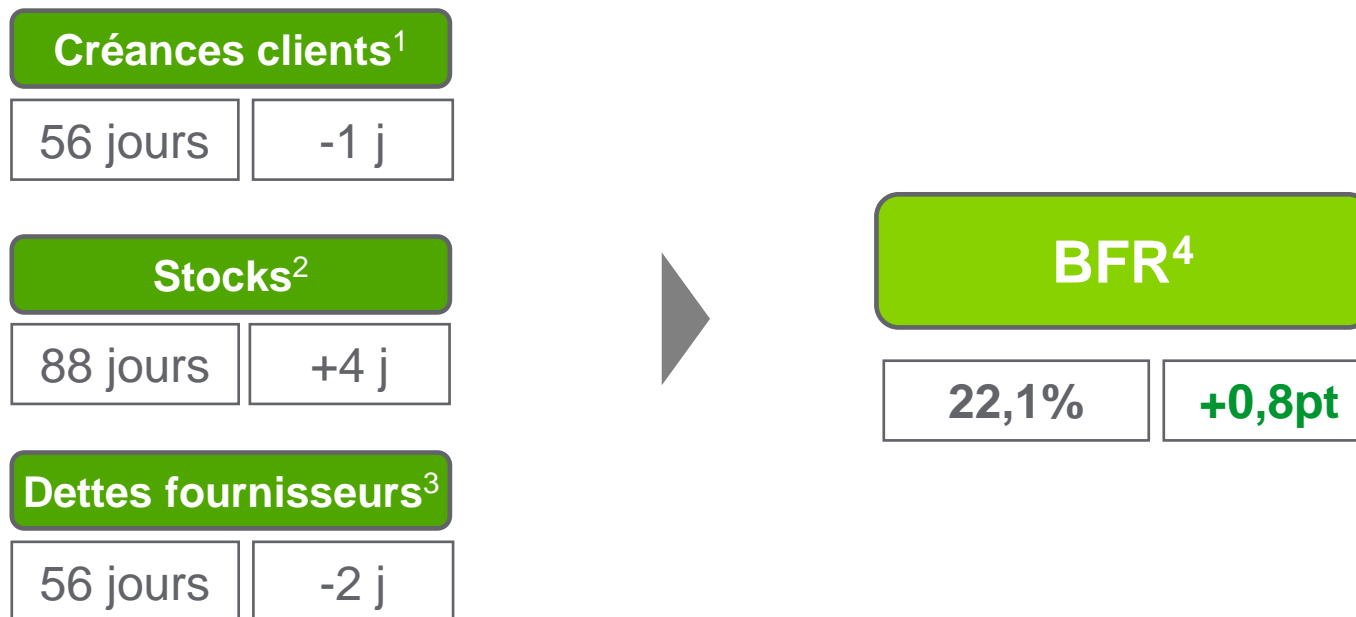 Créances clients¹
56 jours
-1 j
Stocks²
88 jours
+4 j
Dettes fournisseurs³
56 jours
-2 j
BFR⁴
22,1%
+0,8pt